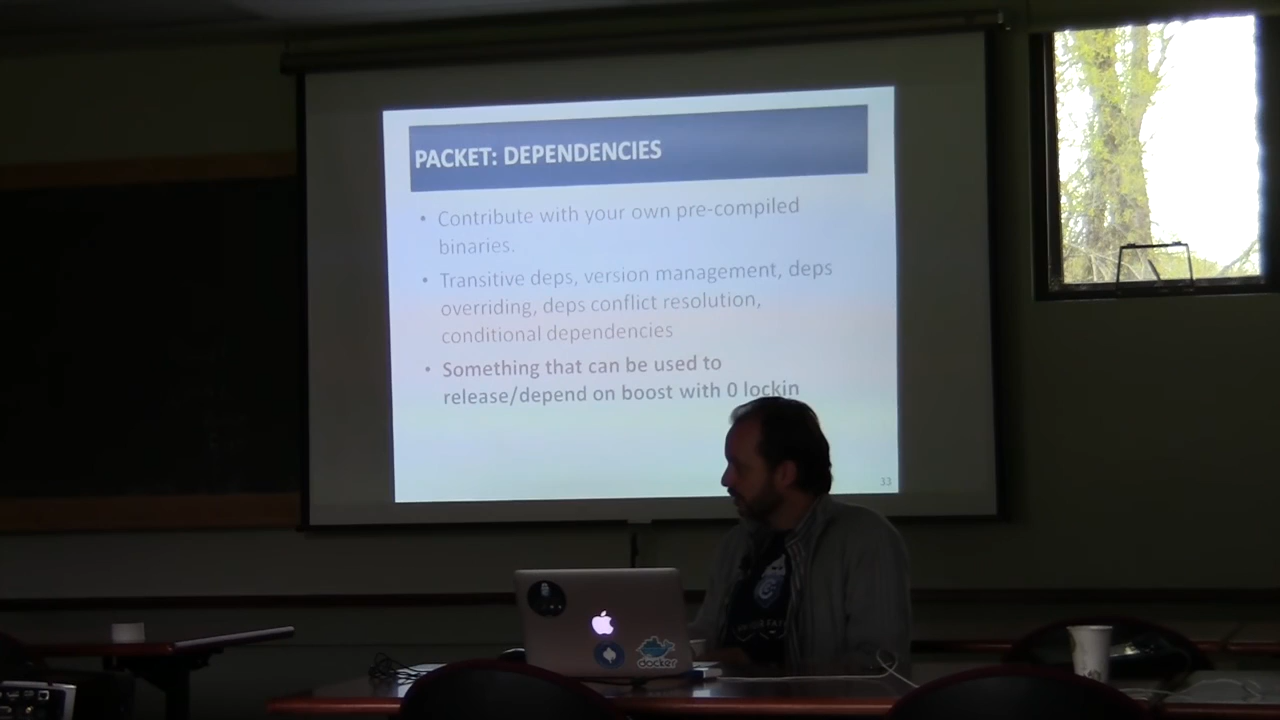 PACKET: DEPENDENCIES
• Contribute with your own pre-compiled
binaries.
• Transitive deps, version management, deps
overriding, deps conflict resolution,
conditional dependencies
• Something that can be used to
release/depend on boost with 0 lockin
33
docker